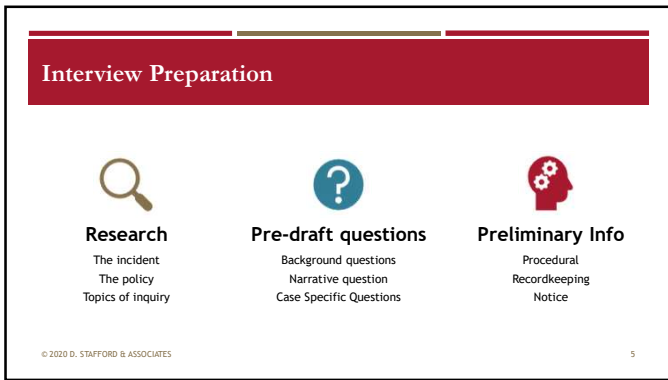 Interview Preparation
?
Research
The incident
The policy
Topics of inquiry
Pre-draft questions
Background questions
Narrative question
Case Specific Questions
Preliminary Info
Procedural
Recordkeeping
Notice
© 2020 D. STAFFORD & ASSOCIATES
5